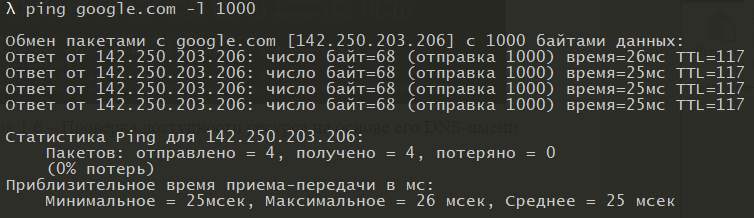 λ ping google.com -l 1000
Обмен пакетами с google.com [142.250.203.206] с 1000 байтами данных:
Ответ от 142.250.203.206: число байт=68 (отправка 1000) время=26мс TTL=117
Ответ от 142.250.203.206: число байт=68 (отправка 1000) время=25мс TTL=117
Ответ от 142.250.203.206: число байт=68 (отправка 1000) время=25мс TTL=117
Ответ от 142.250.203.206: число байт=68 (отправка 1000) время=25мс TTL=117
Статистика Ping для 142.250.203.206:
Пакетов: отправлено = 4, получено = 4, потеряно = 0
(0% потерь)
Приблизительное время приема-передачи в мс:
Минимальное = 25мсек, Максимальное = 26 мсек, Среднее = 25 мсек